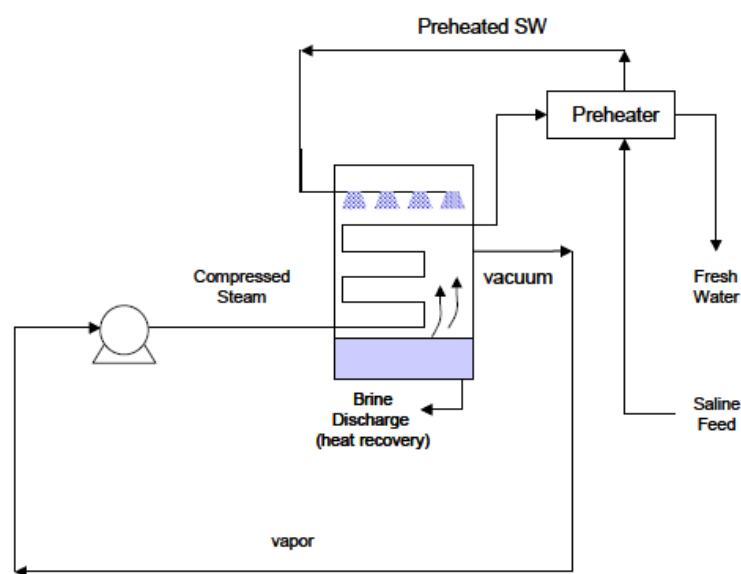 Preheated SW
Preheater
Compressed
Steam
vacuum
Fresh
Water
Brine
Discharge
(heat recovery)
Saline
Feed
vapor